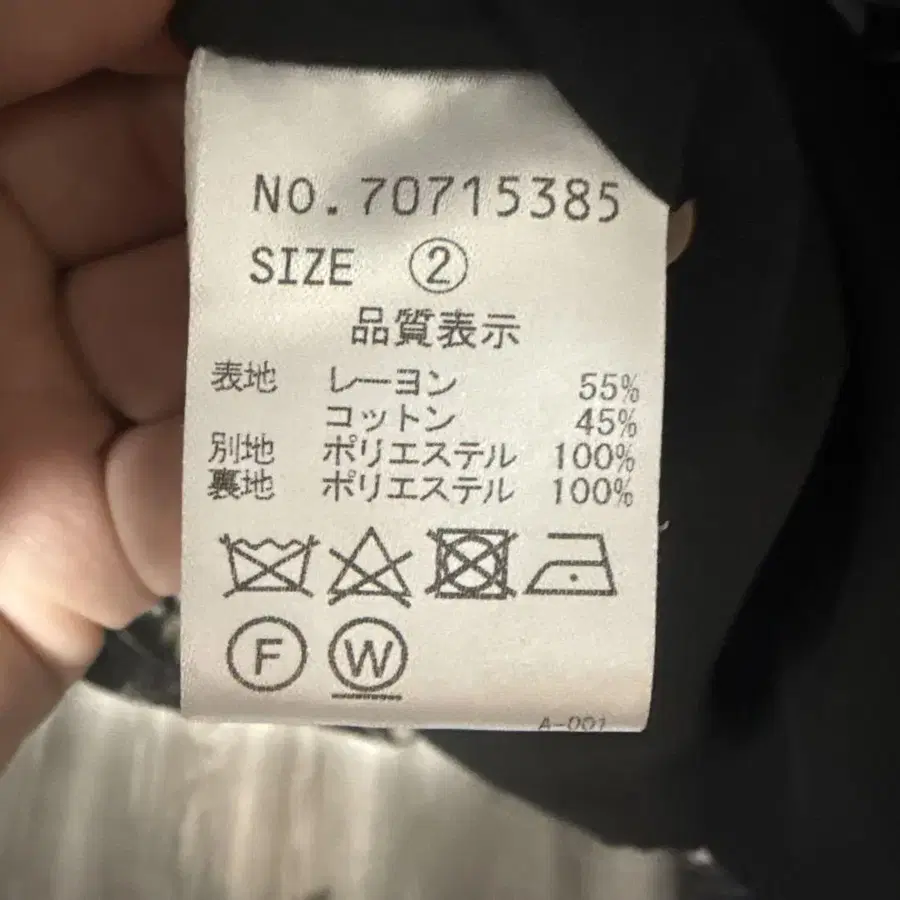 NO.70715385
SIZE ②
品質表示
表地 レーヨン 55%
コットン 45%
別地 ポリエステル 100%
裏地 ポリエステル 100%
F W
A-001